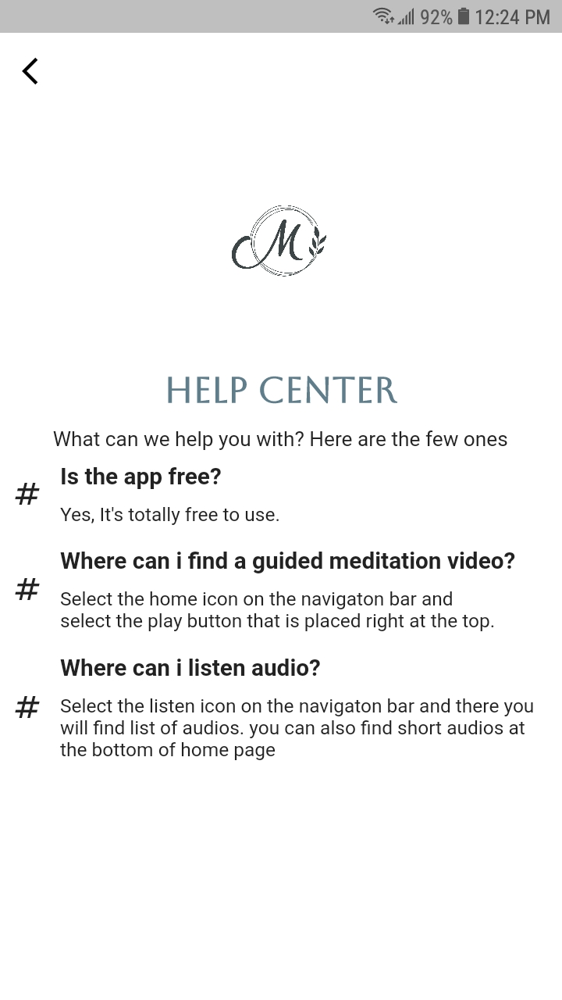 92% 12:24 PM
M
HELP CENTER
What can we help you with? Here are the few ones
# Is the app free?
Yes, It's totally free to use.
# Where can i find a guided meditation video?
Select the home icon on the navigaton bar and
select the play button that is placed right at the top.
# Where can i listen audio?
Select the listen icon on the navigaton bar and there you
will find list of audios. you can also find short audios at
the bottom of home page